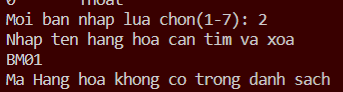 Moi ban nhap lua chon(1-7): 2
Nhap ten hang hoa can tim va xoa
BM01
Ma Hang hoa khong co trong danh sach